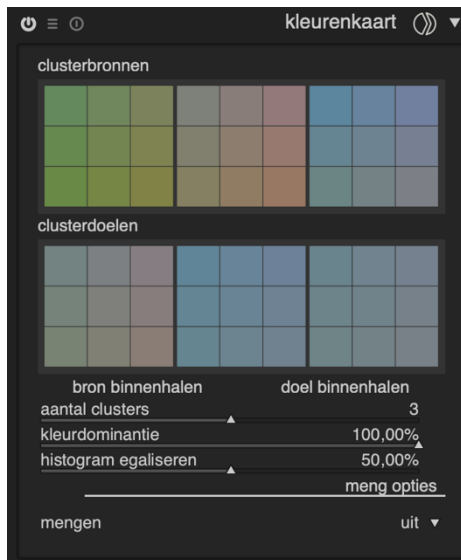 kleurenkaart
clusterbronnen
clusterdoelen
bron binnenhalen doel binnenhalen
aantal clusters 3
kleurdominantie 100,00%
histogram egaliseren 50,00%
meng opties
mengen uit